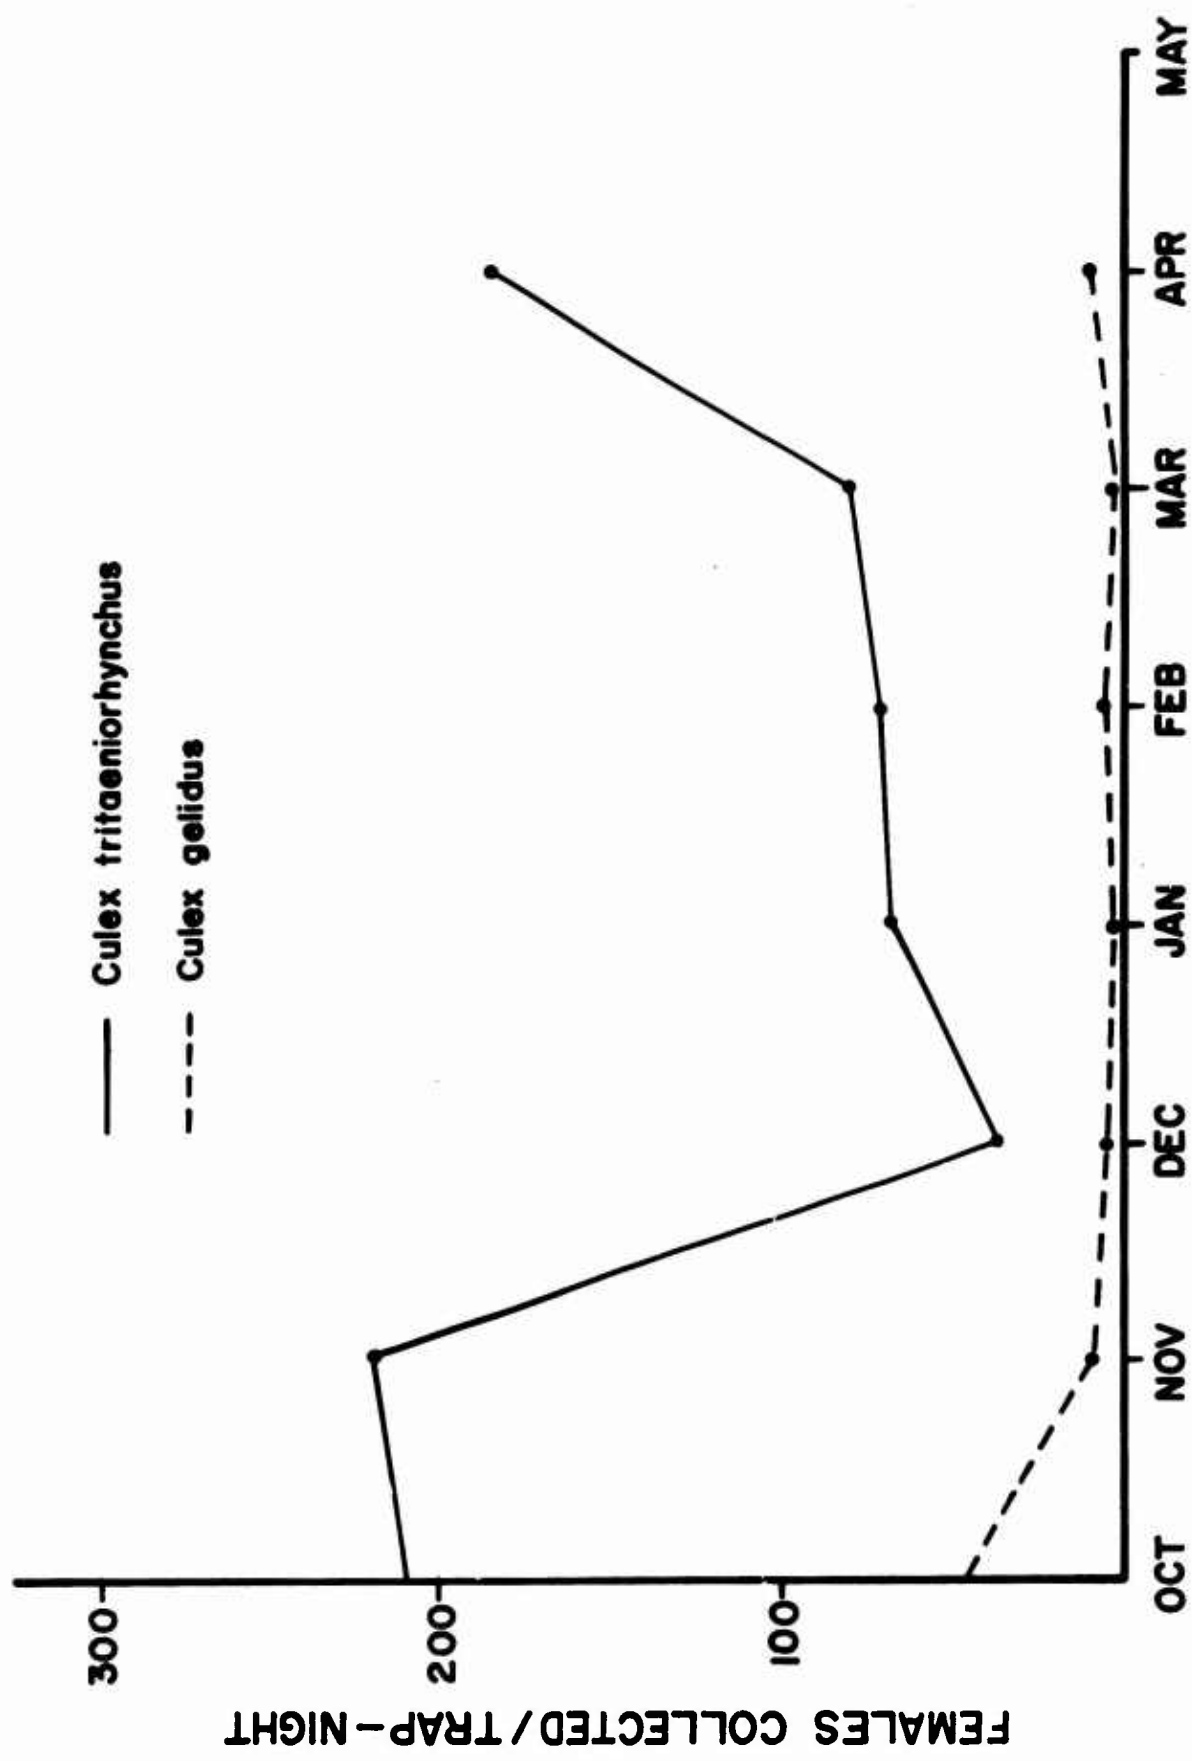 Culex tritaeniorhynchus
Culex gelidus
300
200
100
FEMALES COLLECTED/TRAP-NIGHT
OCT NOV DEC JAN FEB MAR APR MAY